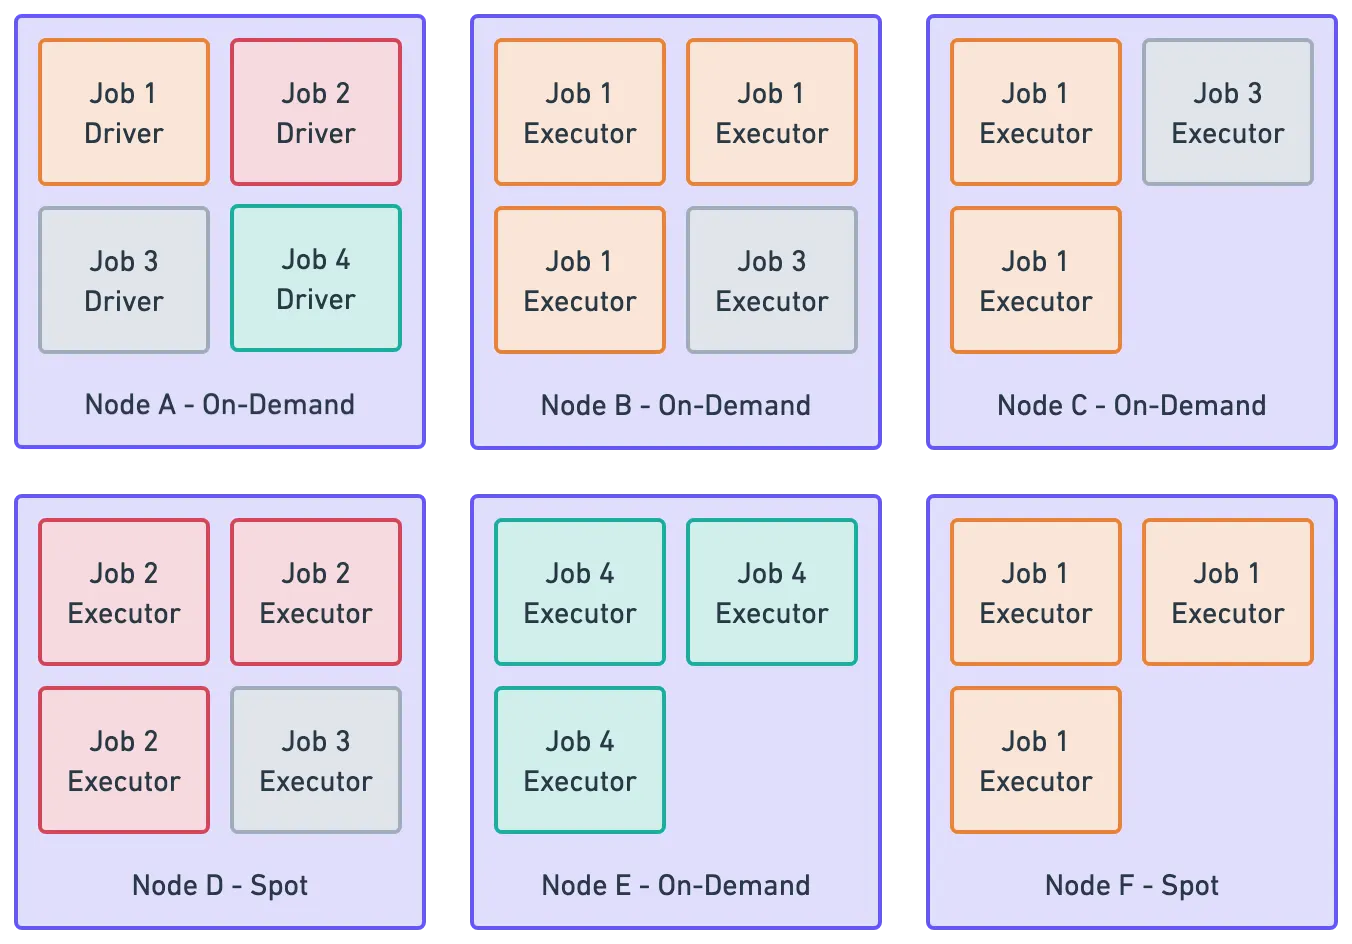 Job 1
Driver
Job 2
Driver
Job 3
Driver
Job 4
Driver
Node A - On-Demand
Job 1
Executor
Job 1
Executor
Job 1
Executor
Job 3
Executor
Node B - On-Demand
Job 1
Executor
Job 3
Executor
Job 1
Executor
Node C - On-Demand
Job 2
Executor
Job 2
Executor
Job 2
Executor
Job 3
Executor
Node D - Spot
Job 4
Executor
Job 4
Executor
Job 4
Executor
Node E - On-Demand
Job 1
Executor
Job 1
Executor
Job 1
Executor
Node F - Spot